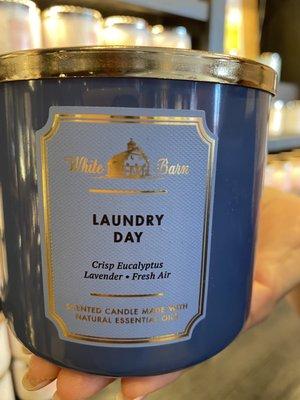 White Barn
LAUNDRY
DAY
Crisp Eucalyptus
Lavender • Fresh Air
SCENTED CANDLE MADE WITH
NATURAL ESSENTIAL OILS